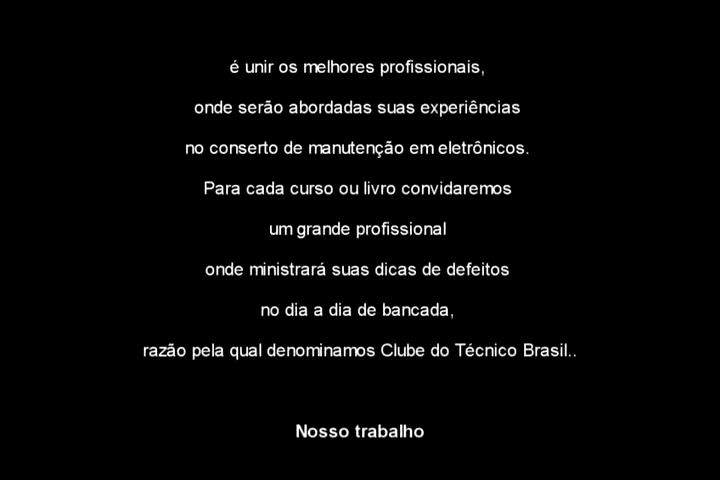 é unir os melhores profissionais,
onde serão abordadas suas experiências
no conserto de manutenção em eletrônicos.
Para cada curso ou livro convidaremos
um grande profissional
onde ministrará suas dicas de defeitos
no dia a dia de bancada,
razão pela qual denominamos Clube do Técnico Brasil..
Nosso trabalho